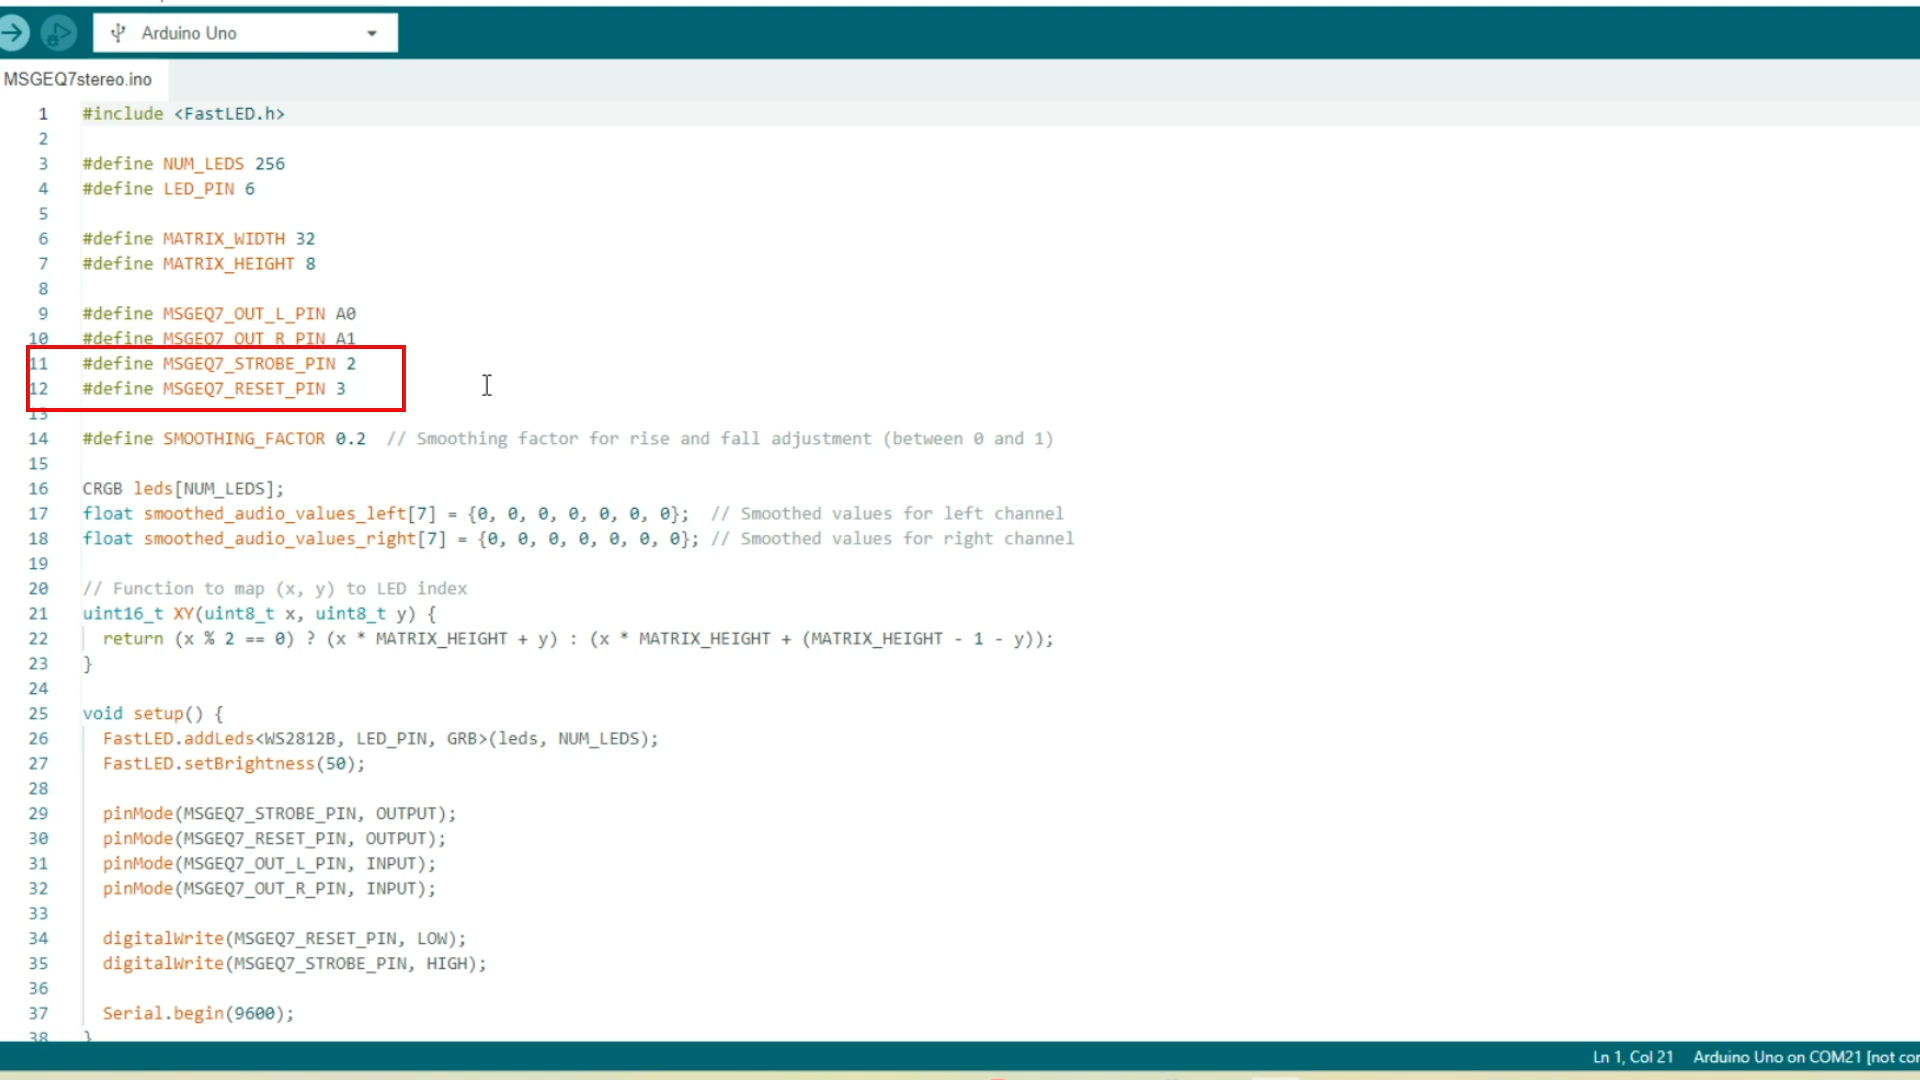 Arduino Uno
MSGEQ7stereo.ino
1 #include <FastLED.h>
2
3 #define NUM_LEDS 256
4 #define LED_PIN 6
5
6 #define MATRIX_WIDTH 32
7 #define MATRIX_HEIGHT 8
8
9 #define MSGEQ7_OUT_L_PIN A0
10 #define MSGEQ7_OUT_R_PIN A1
11 #define MSGEQ7_STROBE_PIN 2
12 #define MSGEQ7_RESET_PIN 3
13
14 #define SMOOTHING_FACTOR 0.2 // Smoothing factor for rise and fall adjustment (between 0 and 1)
15
16 CRGB leds[NUM_LEDS];
17 float smoothed_audio_values_left[7] = {0, 0, 0, 0, 0, 0, 0}; // Smoothed values for left channel
18 float smoothed_audio_values_right[7] = {0, 0, 0, 0, 0, 0, 0}; // Smoothed values for right channel
19
20 // Function to map (x, y) to LED index
21 uint16_t XY(uint8_t x, uint8_t y) {
22 return (x % 2 == 0) ? (x * MATRIX_HEIGHT + y) : (x * MATRIX_HEIGHT + (MATRIX_HEIGHT - 1 - y));
23 }
24
25 void setup() {
26 FastLED.addLeds<WS2812B, LED_PIN, GRB>(leds, NUM_LEDS);
27 FastLED.setBrightness(50);
28
29 pinMode(MSGEQ7_STROBE_PIN, OUTPUT);
30 pinMode(MSGEQ7_RESET_PIN, OUTPUT);
31 pinMode(MSGEQ7_OUT_L_PIN, INPUT);
32 pinMode(MSGEQ7_OUT_R_PIN, INPUT);
33
34 digitalWrite(MSGEQ7_RESET_PIN, LOW);
35 digitalWrite(MSGEQ7_STROBE_PIN, HIGH);
36
37 Serial.begin(9600);
38 }
Ln 1, Col 21 Arduino Uno on COM21 [not con